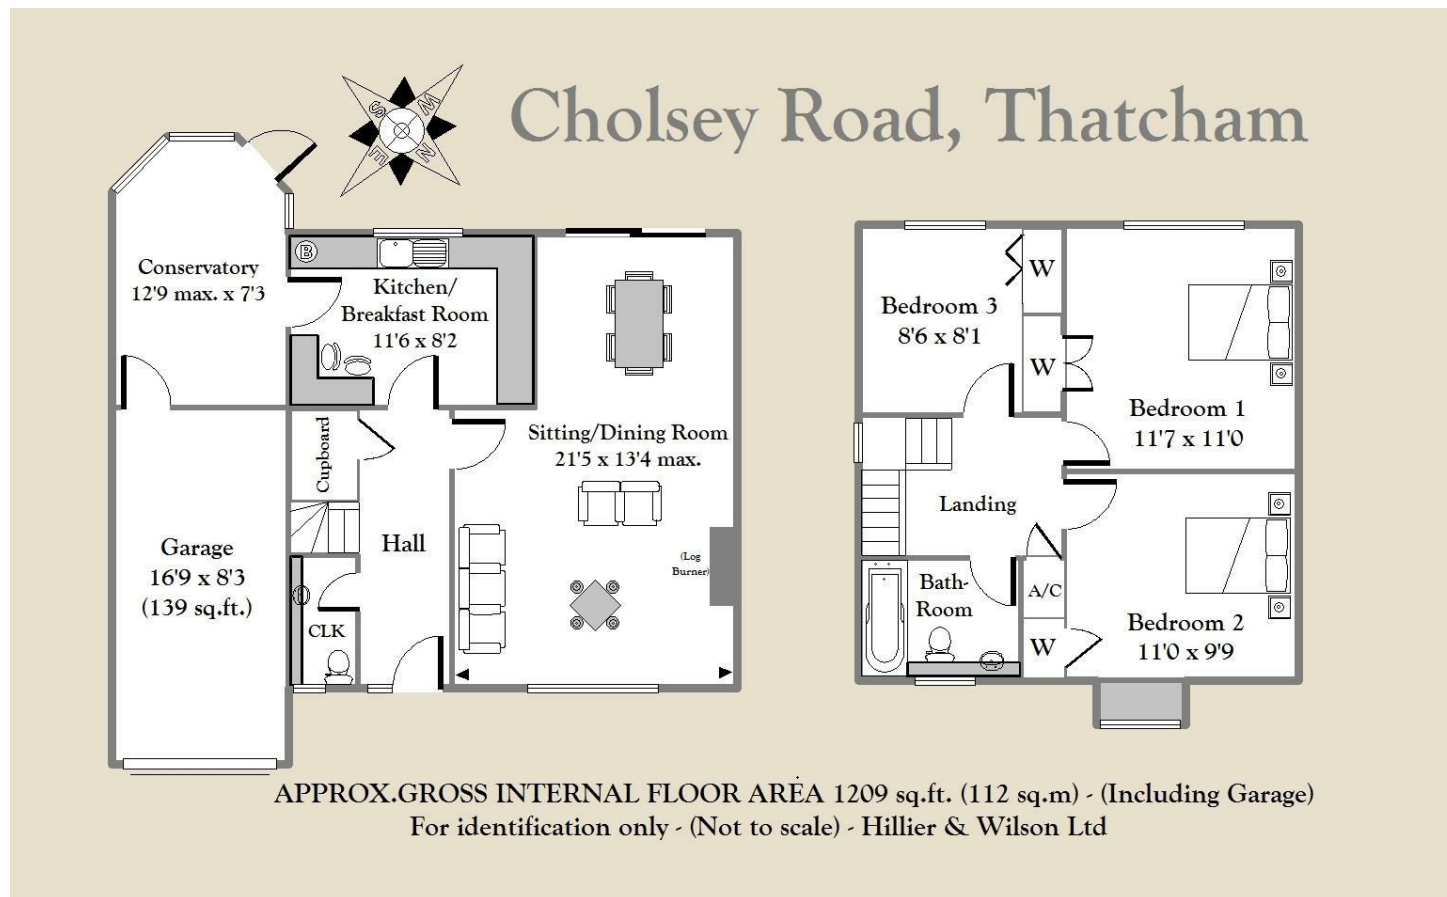 Cholsey Road, Thatcham
S
W
E
N
Conservatory
12'9 max. x 7'3
B
Kitchen/
Breakfast Room
11'6 x 8'2
Sitting/Dining Room
21'5 x 13'4 max.
Cupboard
Hall
Garage
16'9 x 8'3
(139 sq.ft.)
CLK
(Log
Burner)
Bedroom 3
8'6 x 8'1
W
W
Bedroom 1
11'7 x 11'0
Landing
Bath-
Room
A/C
W
Bedroom 2
11'0 x 9'9
APPROX.GROSS INTERNAL FLOOR AREA 1209 sq.ft. (112 sq.m) - (Including Garage)
For identification only - (Not to scale) - Hillier & Wilson Ltd